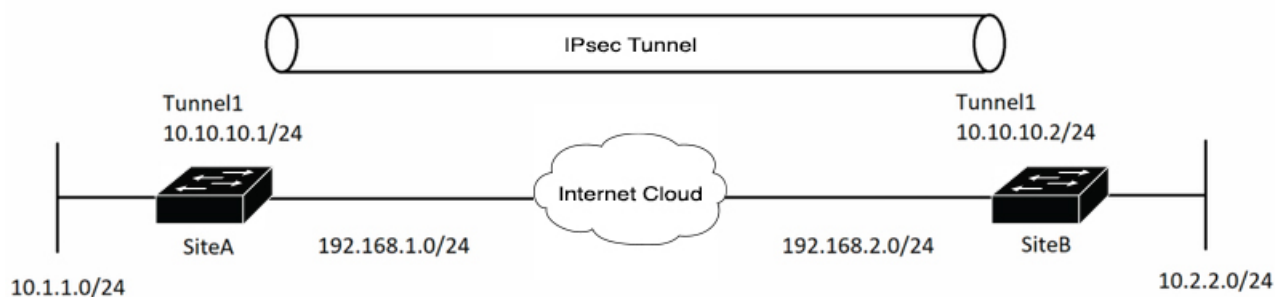 IPsec Tunnel
Tunnel1
10.10.10.1/24
Tunnel1
10.10.10.2/24
Internet Cloud
SiteA
192.168.1.0/24
192.168.2.0/24
SiteB
10.1.1.0/24
10.2.2.0/24